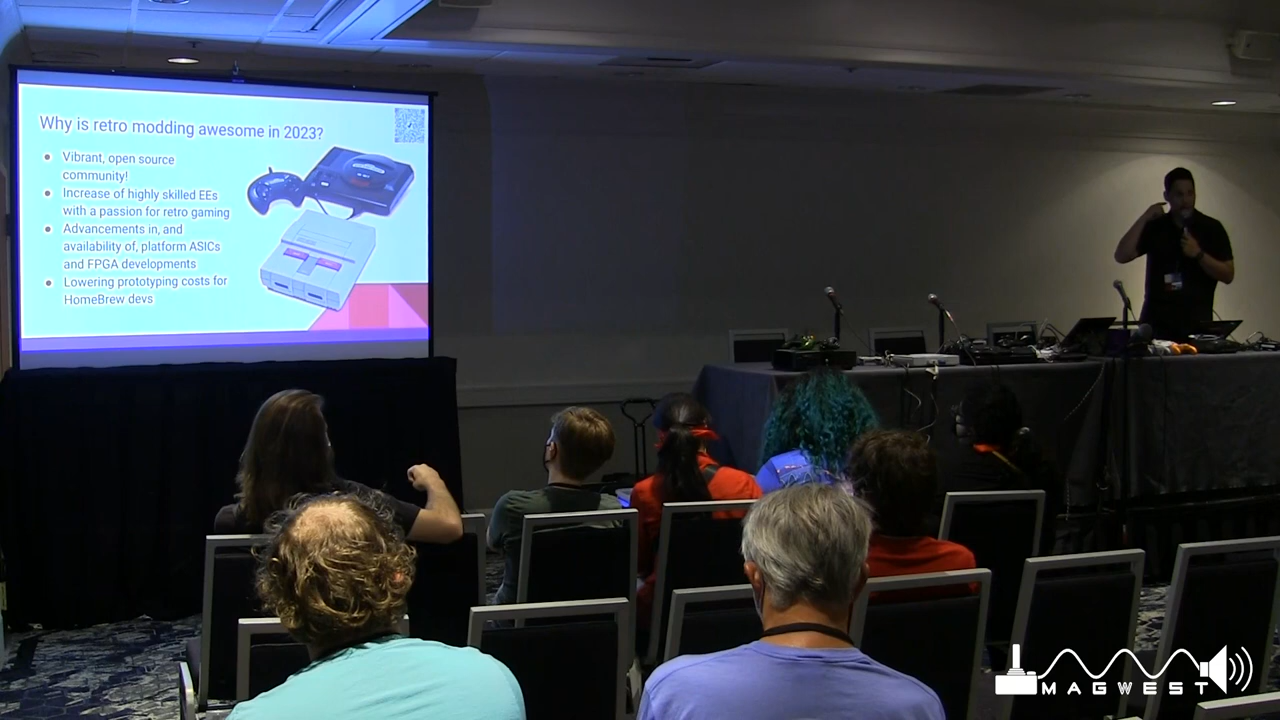 Why is retro modding awesome in 2023?
● Vibrant, open source
community!
● Increase of highly skilled EEs
with a passion for retro gaming
● Advancements in, and
availability of, platform ASICs
and FPGA developments
● Lowering prototyping costs for
HomeBrew devs
MAGWEST